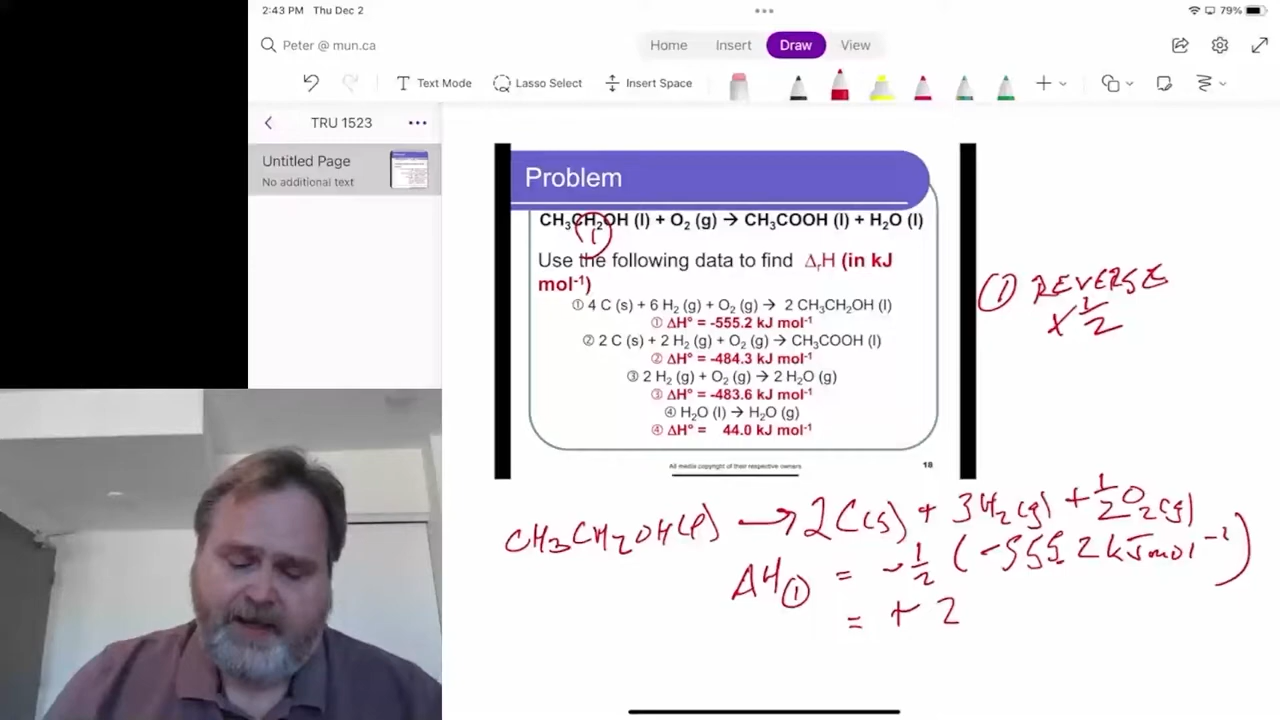 2:43 PM Thu Dec 2
79%
Peter @ mun.ca
Home Insert Draw View
Text Mode Lasso Select Insert Space
TRU 1523
Untitled Page
No additional text
Problem
CH₃CH₂OH (l) + O₂ (g) → CH₃COOH (l) + H₂O (l)
①
Use the following data to find ΔᵣH (in kJ
mol⁻¹)
① 4 C (s) + 6 H₂ (g) + O₂ (g) → 2 CH₃CH₂OH (l)
① ΔH° = -555.2 kJ mol⁻¹
② 2 C (s) + 2 H₂ (g) + O₂ (g) → CH₃COOH (l)
② ΔH° = -484.3 kJ mol⁻¹
③ 2 H₂ (g) + O₂ (g) → 2 H₂O (g)
③ ΔH° = -483.6 kJ mol⁻¹
④ H₂O (l) → H₂O (g)
④ ΔH° = 44.0 kJ mol⁻¹
All media copyright of their respective owners
18
① REVERSE
x ½
CH₃CH₂OH(l) → 2C(s) + 3H₂(g) + ½O₂(g)
ΔH① = -½ (-555.2 kJ mol⁻¹)
= + 2